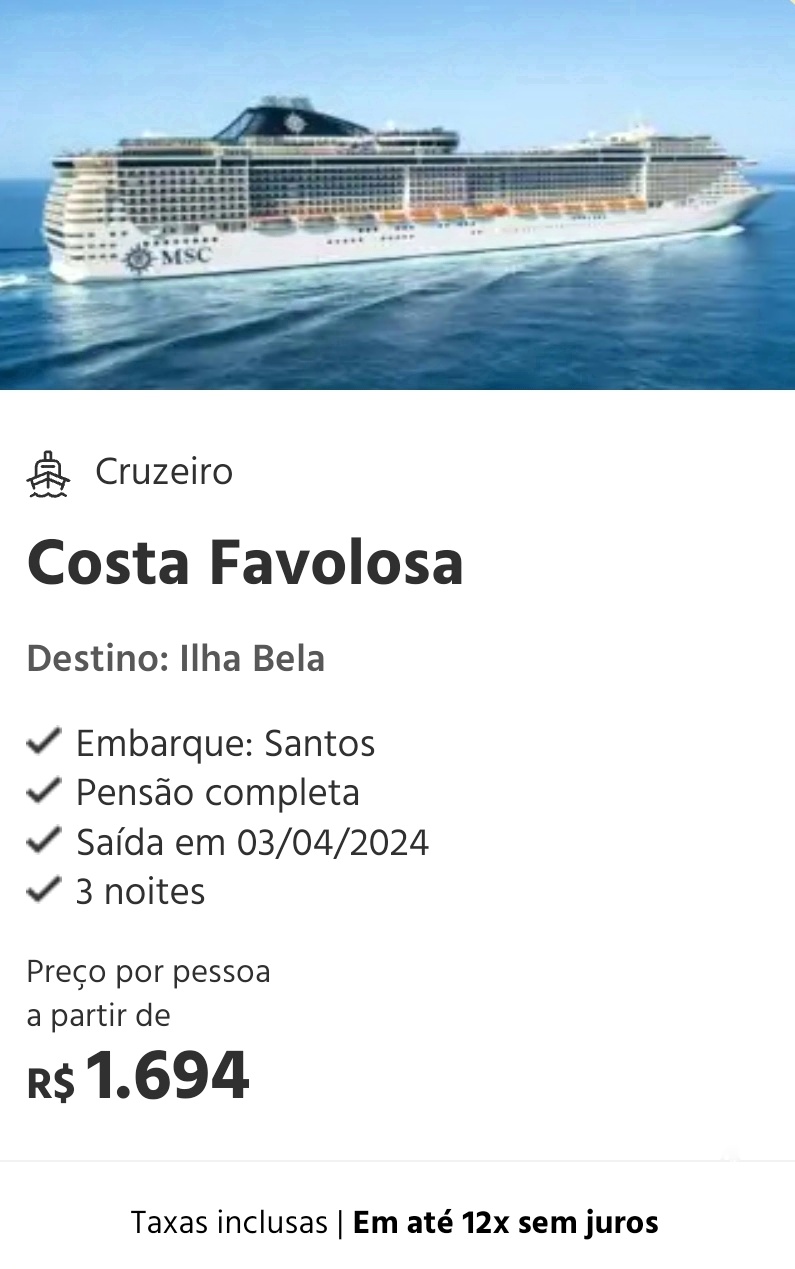 MSC
Cruzeiro
Costa Favolosa
Destino: Ilha Bela
Embarque: Santos
Pensão completa
Saída em 03/04/2024
3 noites
Preço por pessoa
a partir de
R$ 1.694
Taxas inclusas | Em até 12x sem juros